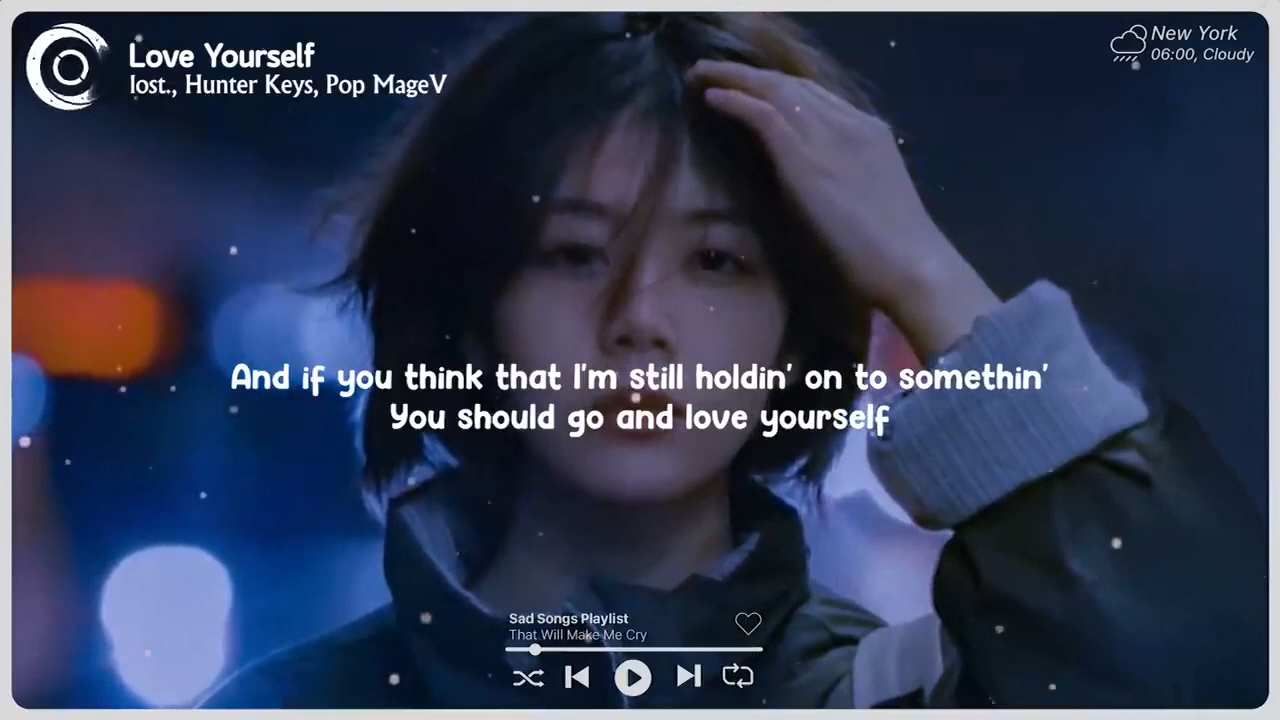 Love Yourself
lost., Hunter Keys, Pop MageV
New York
06:00, Cloudy
And if you think that I'm still holdin' on to somethin'
You should go and love yourself
Sad Songs Playlist
That Will Make Me Cry